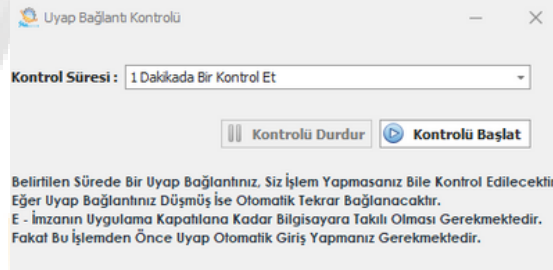 Uyap Bağlantı Kontrolü
Kontrol Süresi : 1 Dakikada Bir Kontrol Et
Kontrolü Durdur Kontrolü Başlat
Belirtilen Sürede Bir Uyap Bağlantınız, Siz İşlem Yapmasanız Bile Kontrol Edilecektir
Eğer Uyap Bağlantınız Düşmüş İse Otomatik Tekrar Bağlanacaktır.
E - İmzanın Uygulama Kapatılana Kadar Bilgisayara Takılı Olması Gerekmektedir.
Fakat Bu İşlemden Önce Uyap Otomatik Giriş Yapmanız Gerekmektedir.